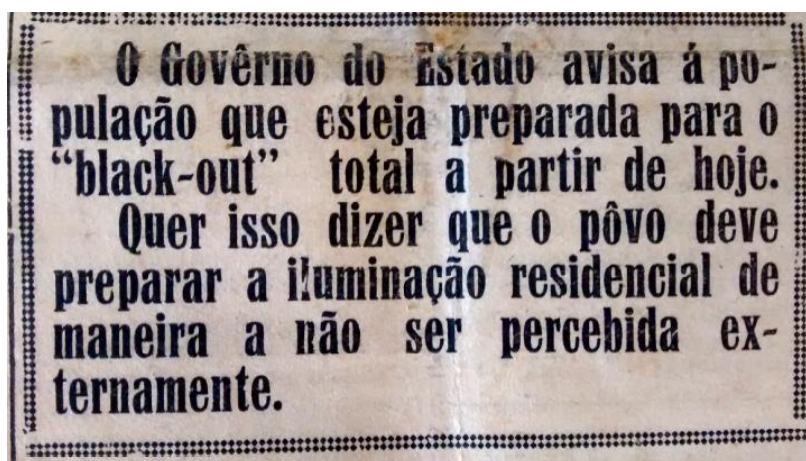 O Govêrno do Estado avisa á po-
pulação que esteja preparada para o
“black-out” total a partir de hoje.
Quer isso dizer que o pôvo deve
preparar a iluminação residencial de
maneira a não ser percebida ex-
ternamente.